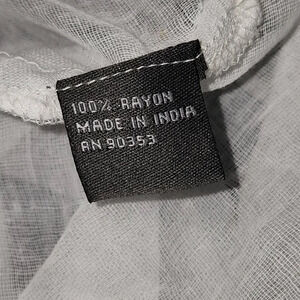 100% RAYON
MADE IN INDIA
RN 90353